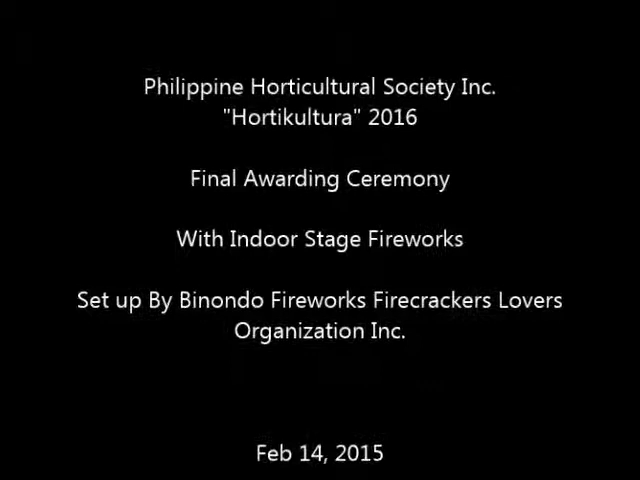 Philippine Horticultural Society Inc.
"Hortikultura" 2016
Final Awarding Ceremony
With Indoor Stage Fireworks
Set up By Binondo Fireworks Firecrackers Lovers
Organization Inc.
Feb 14, 2015